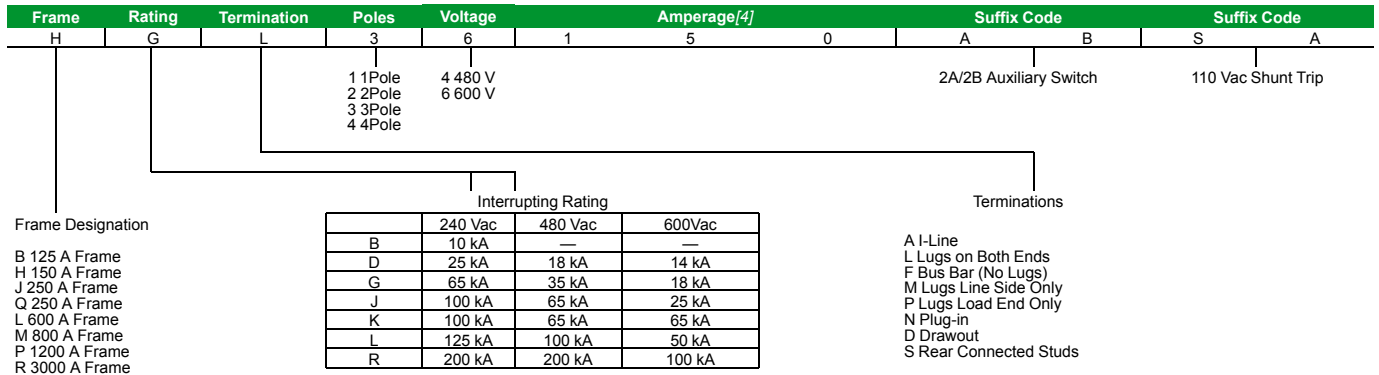 Frame Rating Termination Poles Voltage Amperage[4] Suffix Code Suffix Code
H G L 3 6 1 5 0 A B S A
1 1Pole
2 2Pole
3 3Pole
4 4Pole
4 480 V
6 600 V
2A/2B Auxiliary Switch
110 Vac Shunt Trip
Frame Designation
B 125 A Frame
H 150 A Frame
J 250 A Frame
Q 250 A Frame
L 600 A Frame
M 800 A Frame
P 1200 A Frame
R 3000 A Frame
Interrupting Rating
240 Vac 480 Vac 600Vac
B 10 kA — —
D 25 kA 18 kA 14 kA
G 65 kA 35 kA 18 kA
J 100 kA 65 kA 25 kA
K 100 kA 65 kA 65 kA
L 125 kA 100 kA 50 kA
R 200 kA 200 kA 100 kA
Terminations
A I-Line
L Lugs on Both Ends
F Bus Bar (No Lugs)
M Lugs Line Side Only
P Lugs Load End Only
N Plug-in
D Drawout
S Rear Connected Studs